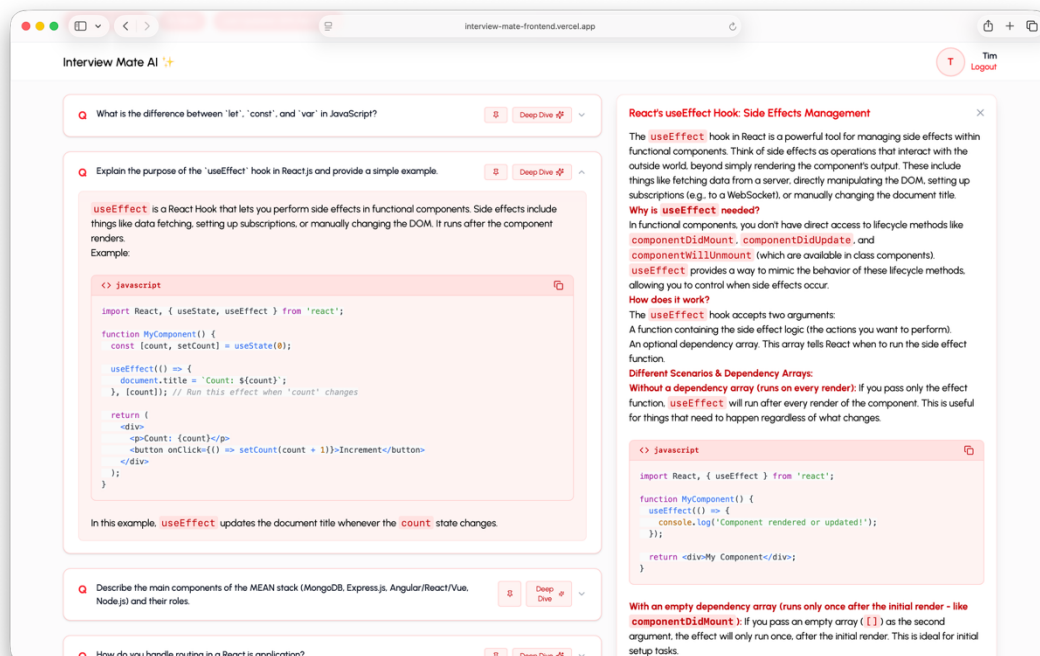 interview-mate-frontend.vercel.app
Interview Mate AI ✨
T
Tim
Logout
Q
What is the difference between `let`, `const`, and `var` in JavaScript?
Deep Dive
Q
Explain the purpose of the `useEffect` hook in React.js and provide a simple example.
Deep Dive
useEffect is a React Hook that lets you perform side effects in functional components. Side effects include
things like data fetching, setting up subscriptions, or manually changing the DOM. It runs after the component
renders.
Example:
<> javascript
import React, { useState, useEffect } from 'react';
function MyComponent() {
const [count, setCount] = useState(0);
useEffect(() => {
document.title = `Count: ${count}`;
}, [count]); // Run this effect when 'count' changes
return (
<div>
<p>Count: {count}</p>
<button onClick={() => setCount(count + 1)}>Increment</button>
</div>
);
}
In this example, useEffect updates the document title whenever the count state changes.
Q
Describe the main components of the MEAN stack (MongoDB, Express.js, Angular/React/Vue,
Node.js) and their roles.
Deep
Dive
Q
How do you handle routing in a React.js application?
Deep Dive
React's useEffect Hook: Side Effects Management
The useEffect hook in React is a powerful tool for managing side effects within
functional components. Think of side effects as operations that interact with the
outside world, beyond simply rendering the component's output. These include
things like fetching data from a server, directly manipulating the DOM, setting up
subscriptions (e.g., to a WebSocket), or manually changing the document title.
Why is useEffect needed?
In functional components, you don't have direct access to lifecycle methods like
componentDidMount, componentDidUpdate, and
componentWillUnmount (which are available in class components).
useEffect provides a way to mimic the behavior of these lifecycle methods,
allowing you to control when side effects occur.
How does it work?
The useEffect hook accepts two arguments:
A function containing the side effect logic (the actions you want to perform).
An optional dependency array. This array tells React when to run the side effect
function.
Different Scenarios & Dependency Arrays:
Without a dependency array (runs on every render): If you pass only the effect
function, useEffect will run after every render of the component. This is useful
for things that need to happen regardless of what changes.
<> javascript
import React, { useEffect } from 'react';
function MyComponent() {
useEffect(() => {
console.log('Component rendered or updated!');
});
return <div>My Component</div>;
}
With an empty dependency array (runs only once after the initial render - like
componentDidMount): If you pass an empty array ([]) as the second
argument, the effect will only run once, after the initial render. This is ideal for initial
setup tasks.